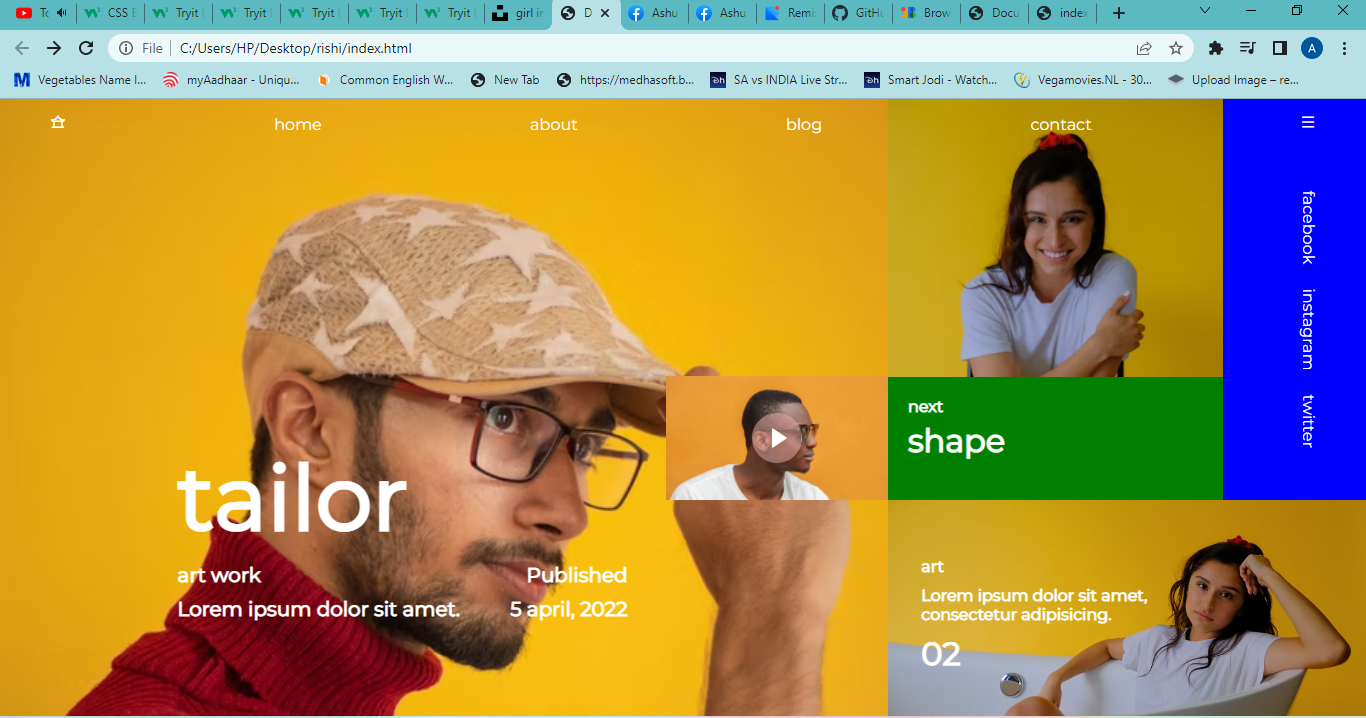 Tryit
CSS
Tryit
Tryit
Tryit
Tryit
Tryit
girl in
D
Ashu
Ashu
Remi
GitHu
Brow
Docu
index
File
C:/Users/HP/Desktop/rishi/index.html
A
Vegetables Name I...
myAadhaar - Uniqu...
Common English W...
New Tab
https://medhasoft.b...
SA vs INDIA Live Str...
Smart Jodi - Watch...
Vegamovies.NL - 30...
Upload Image – re...
home
about
blog
contact
facebook
instagram
twitter
next
shape
tailor
art work
Published
Lorem ipsum dolor sit amet.
5 april, 2022
art
Lorem ipsum dolor sit amet,
consectetur adipisicing.
02